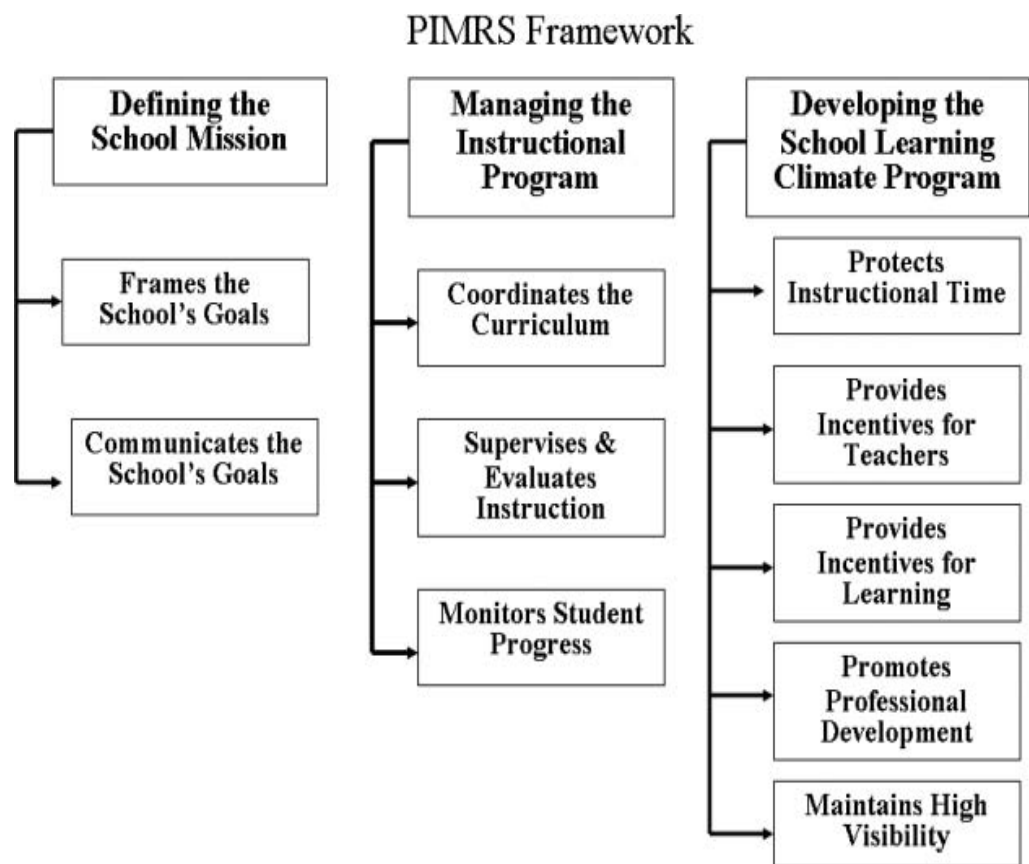 PIMRS Framework
Defining the
School Mission
Frames the
School's Goals
Communicates the
School's Goals
Managing the
Instructional
Program
Coordinates the
Curriculum
Supervises &
Evaluates
Instruction
Monitors Student
Progress
Developing the
School Learning
Climate Program
Protects
Instructional Time
Provides
Incentives for
Teachers
Provides
Incentives for
Learning
Promotes
Professional
Development
Maintains High
Visibility